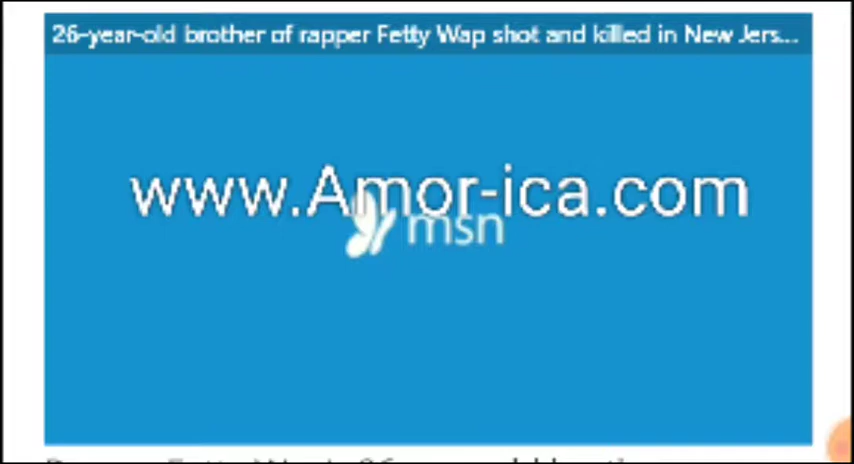 26-year-old brother of rapper Fetty Wap shot and killed in New Jers...
www.Amor-ica.com
msn